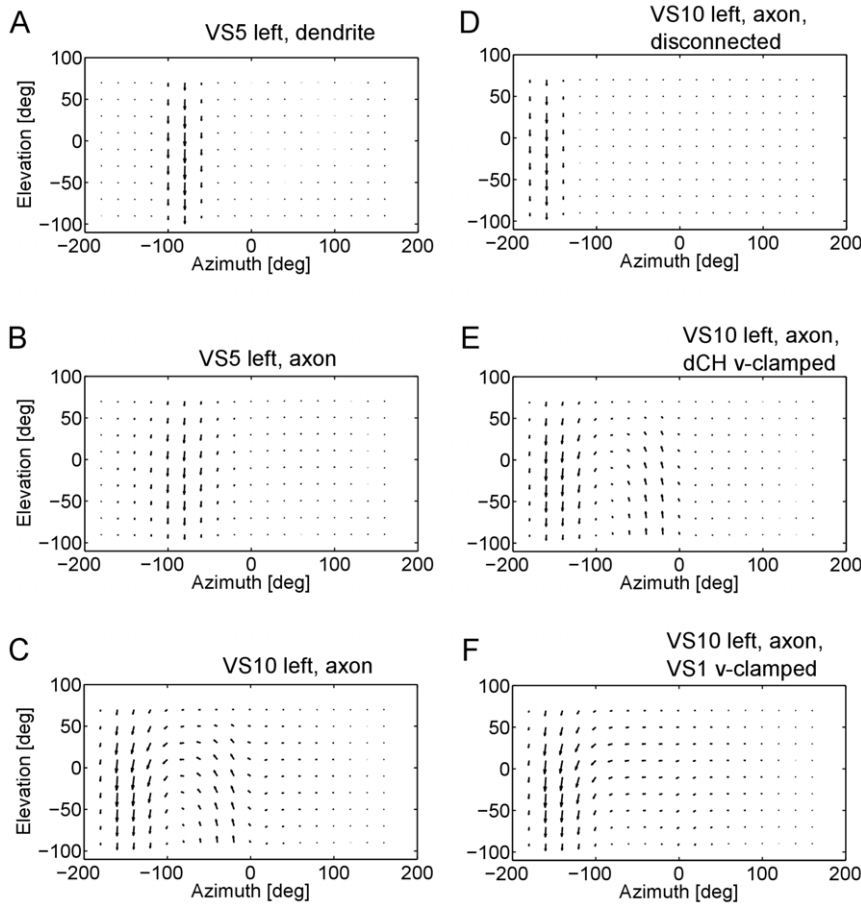 A
VS5 left, dendrite
100
50
0
−50
−100
Elevation [deg]
−200
−100
0
100
200
Azimuth [deg]
B
VS5 left, axon
100
50
0
−50
−100
Elevation [deg]
−200
−100
0
100
200
Azimuth [deg]
C
VS10 left, axon
100
50
0
−50
−100
Elevation [deg]
−200
−100
0
100
200
Azimuth [deg]
D
VS10 left, axon,
disconnected
100
50
0
−50
−100
−200
−100
0
100
200
Azimuth [deg]
E
VS10 left, axon,
dCH v-clamped
100
50
0
−50
−100
−200
−100
0
100
200
Azimuth [deg]
F
VS10 left, axon,
VS1 v-clamped
100
50
0
−50
−100
−200
−100
0
100
200
Azimuth [deg]